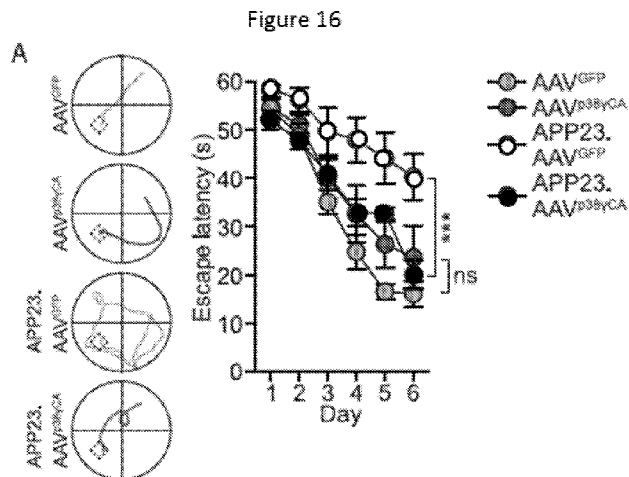 Figure 16
A
AAVGFP
AAVp38γCA
APP23.
AAVGFP
APP23.
AAVp38γCA
Escape latency (s)
60
50
40
30
20
10
0
1 2 3 4 5 6
Day
***
ns
AAVGFP
AAVp38γCA
APP23.
AAVGFP
APP23.
AAVp38γCA